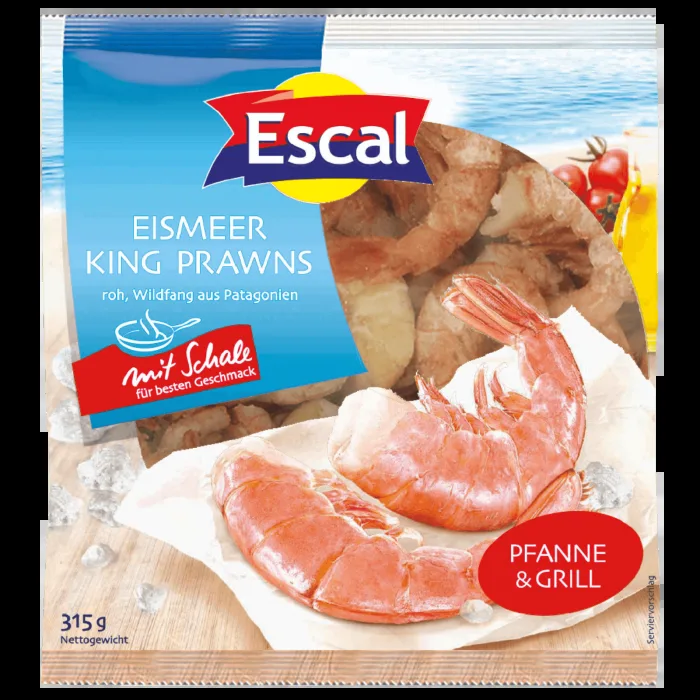 Escal
EISMEER
KING PRAWNS
roh, Wildfang aus Patagonien
mit Schale
für besten Geschmack
PFANNE
& GRILL
315 g
Nettogewicht
Serviervorschlag